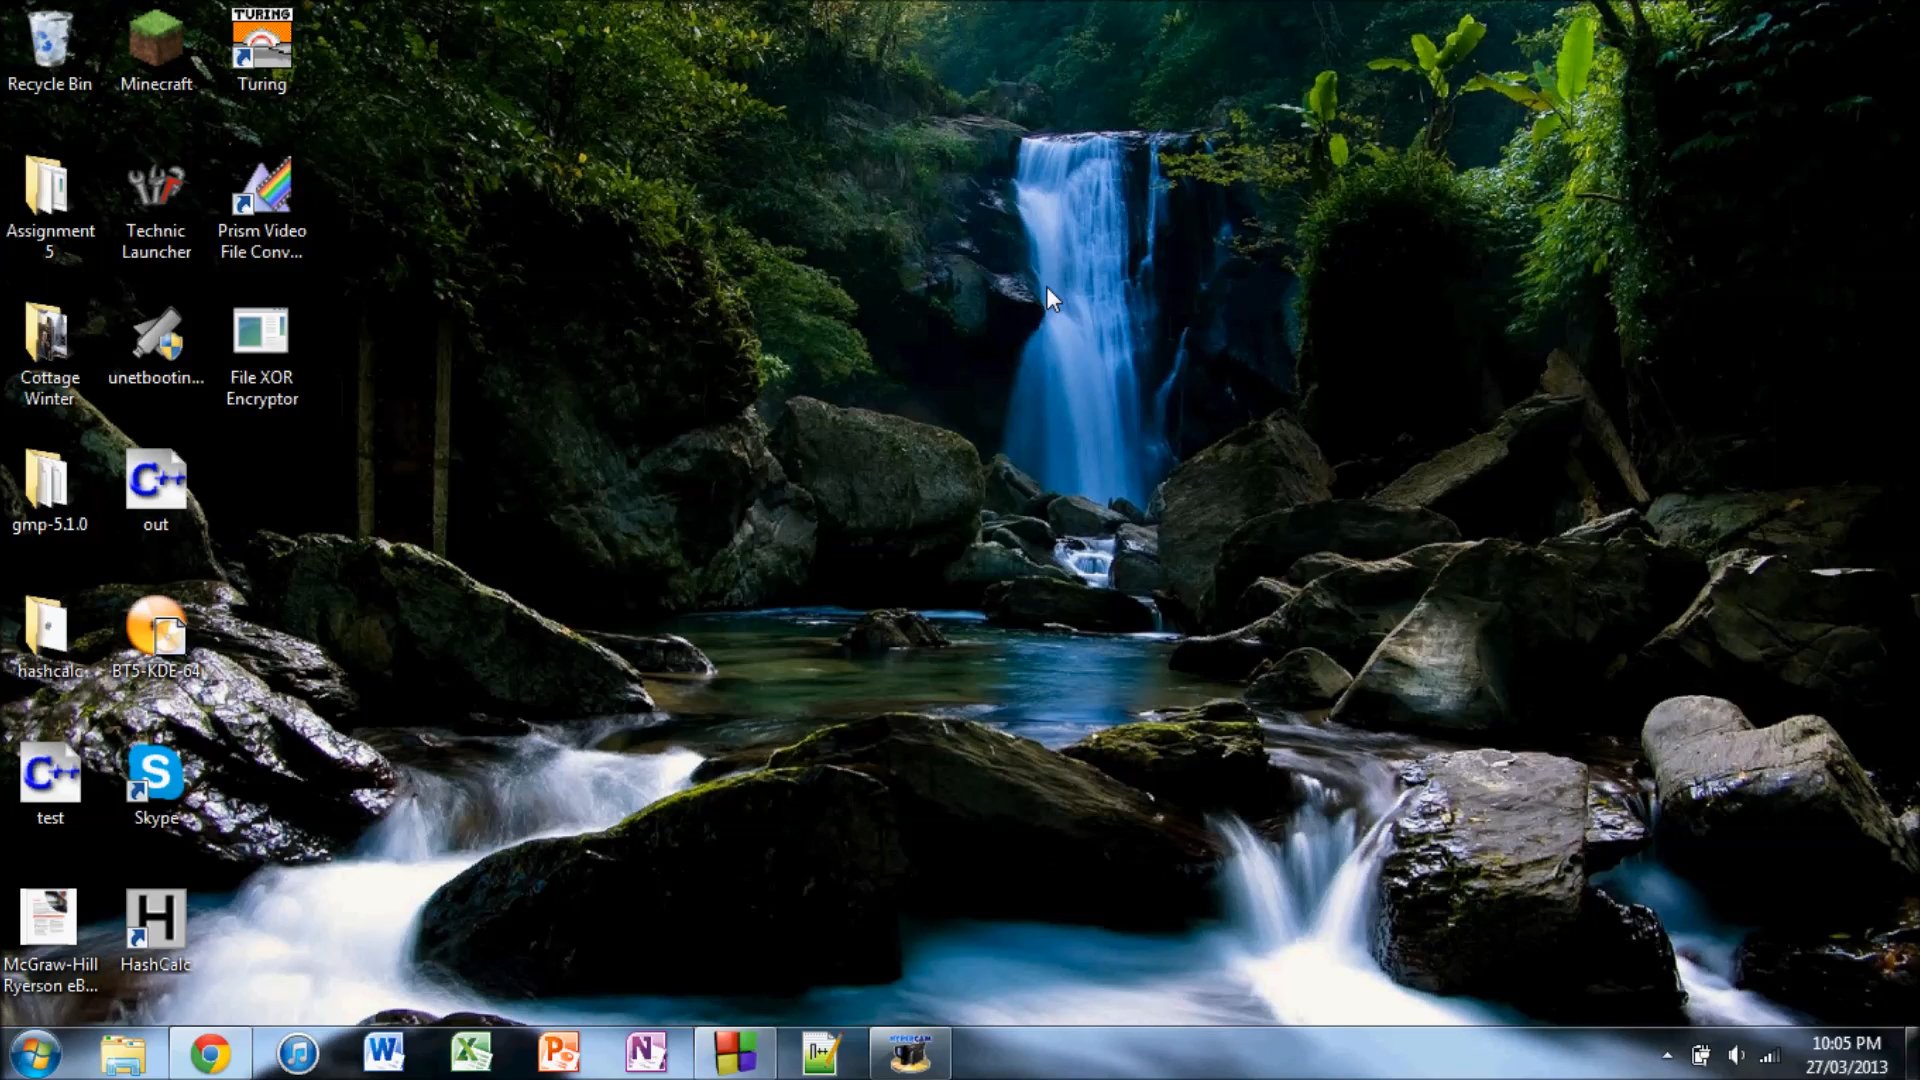 Recycle Bin
Minecraft
TURING
Turing
Assignment
5
Technic
Launcher
Prism Video
File Conv...
Cottage
Winter
unetbootin...
File XOR
Encryptor
gmp-5.1.0
C++
out
hashcalc
BT5-KDE-64
C++
test
S
Skype
McGraw-Hill
Ryerson eB...
H
HashCalc
W
X
P
N
n++
HYPERCAM
10:05 PM
27/03/2013